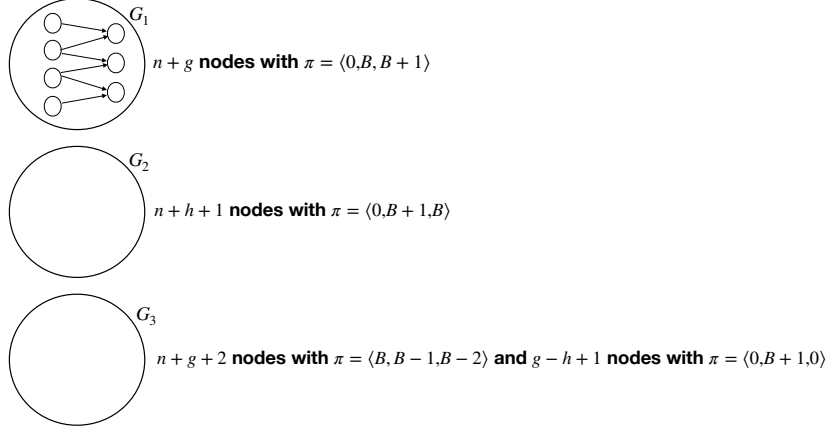 G₁
n + g nodes with π = ⟨0,B, B + 1⟩
G₂
n + h + 1 nodes with π = ⟨0,B + 1,B⟩
G₃
n + g + 2 nodes with π = ⟨B, B − 1,B − 2⟩ and g − h + 1 nodes with π = ⟨0,B + 1,0⟩